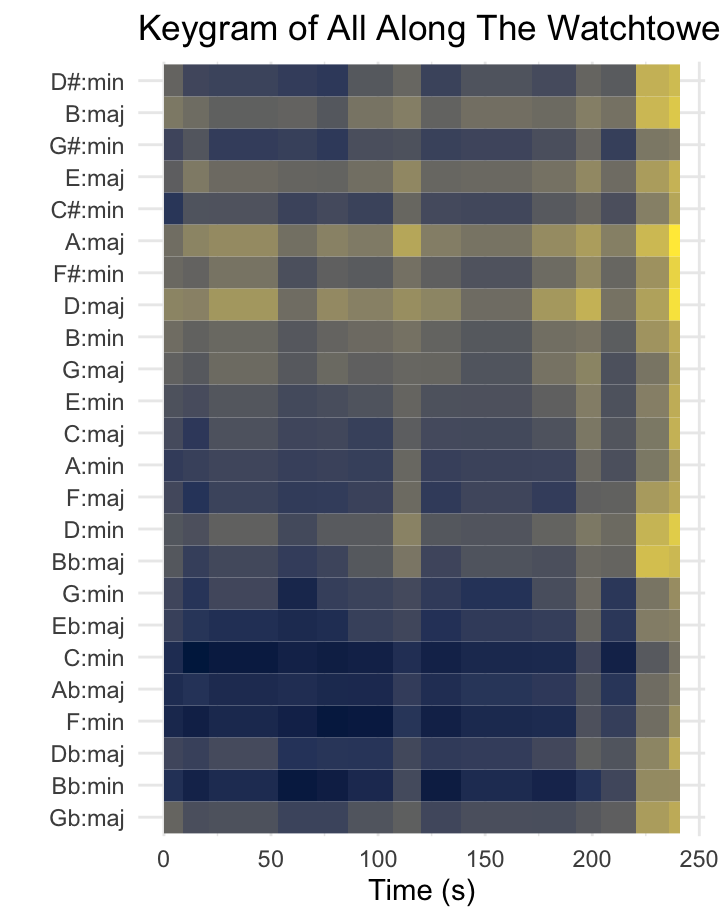 Keygram of All Along The Watchtowe
D#:min
B:maj
G#:min
E:maj
C#:min
A:maj
F#:min
D:maj
B:min
G:maj
E:min
C:maj
A:min
F:maj
D:min
Bb:maj
G:min
Eb:maj
C:min
Ab:maj
F:min
Db:maj
Bb:min
Gb:maj
0 50 100 150 200 250
Time (s)